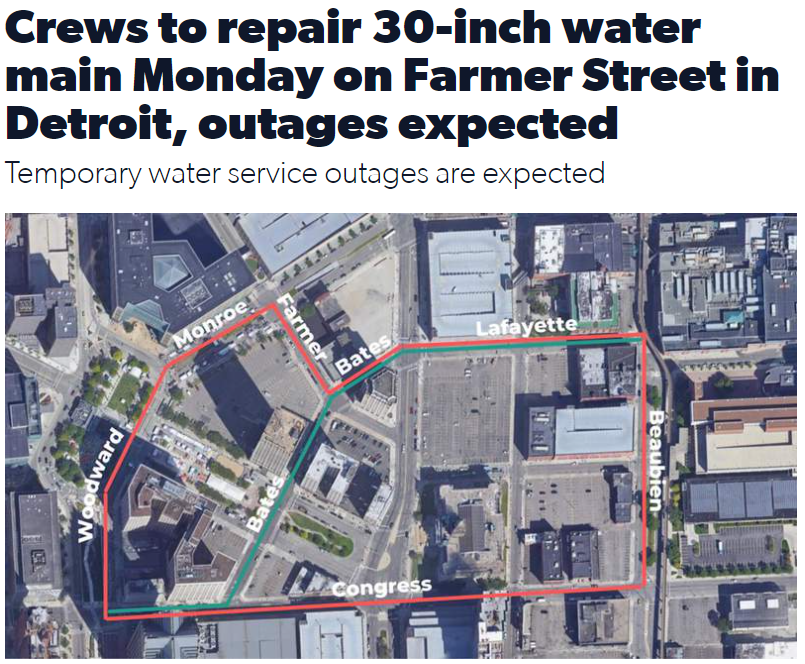 Crews to repair 30-inch water
main Monday on Farmer Street in
Detroit, outages expected
Temporary water service outages are expected
Monroe
Farmer
Bates
Lafayette
Woodward
Bates
Beaubien
Congress